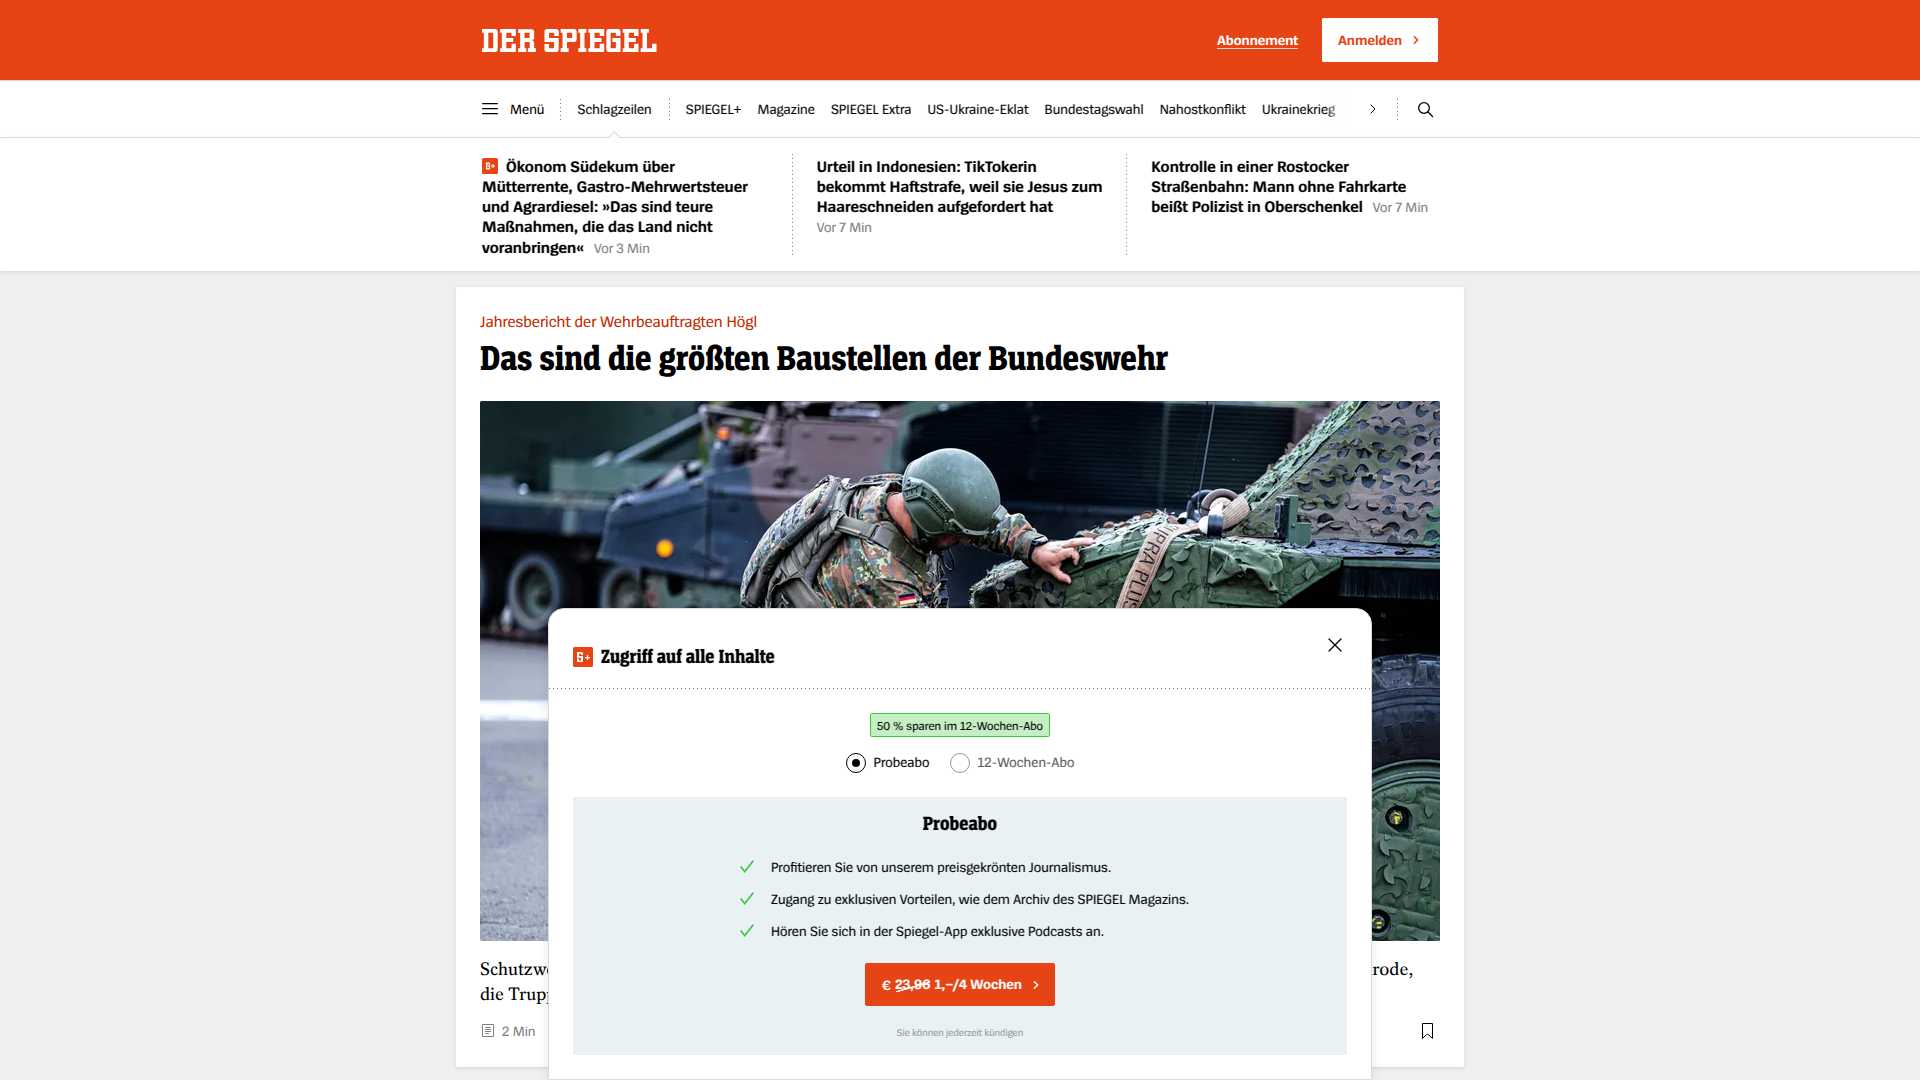 DER SPIEGEL
Abonnement
Anmelden
Menü
Schlagzeilen
SPIEGEL+
Magazine
SPIEGEL Extra
US-Ukraine-Eklat
Bundestagswahl
Nahostkonflikt
Ukrainekrieg
Ökonom Südekum über
Mütterrente, Gastro-Mehrwertsteuer
und Agrardiesel: »Das sind teure
Maßnahmen, die das Land nicht
voranbringen« Vor 3 Min
Urteil in Indonesien: TikTokerin
bekommt Haftstrafe, weil sie Jesus zum
Haareschneiden aufgefordert hat
Vor 7 Min
Kontrolle in einer Rostocker
Straßenbahn: Mann ohne Fahrkarte
beißt Polizist in Oberschenkel Vor 7 Min
Jahresbericht der Wehrbeauftragten Högl
Das sind die größten Baustellen der Bundeswehr
SUPRA PLUS
Zugriff auf alle Inhalte
50 % sparen im 12-Wochen-Abo
Probeabo
12-Wochen-Abo
Probeabo
Profitieren Sie von unserem preisgekrönten Journalismus.
Zugang zu exklusiven Vorteilen, wie dem Archiv des SPIEGEL Magazins.
Hören Sie sich in der Spiegel-App exklusive Podcasts an.
€ 23,96 1,–/4 Wochen
Sie können jederzeit kündigen
rode,
die
2 Min